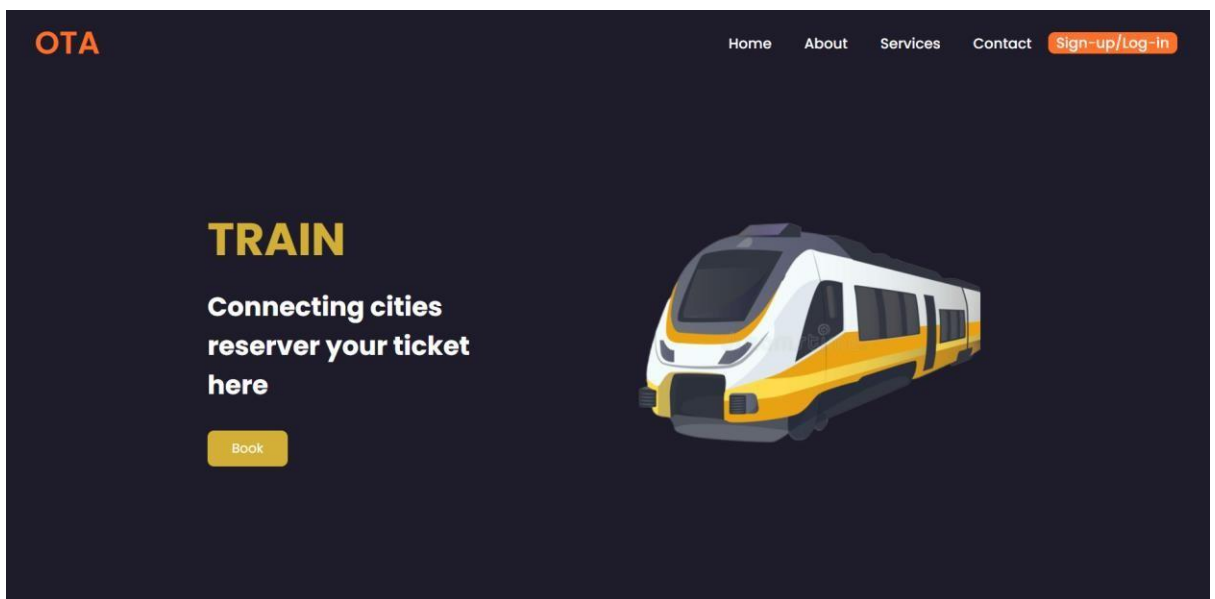 OTA
Home About Services Contact Sign-up/Log-in
TRAIN
Connecting cities
reserver your ticket
here
Book